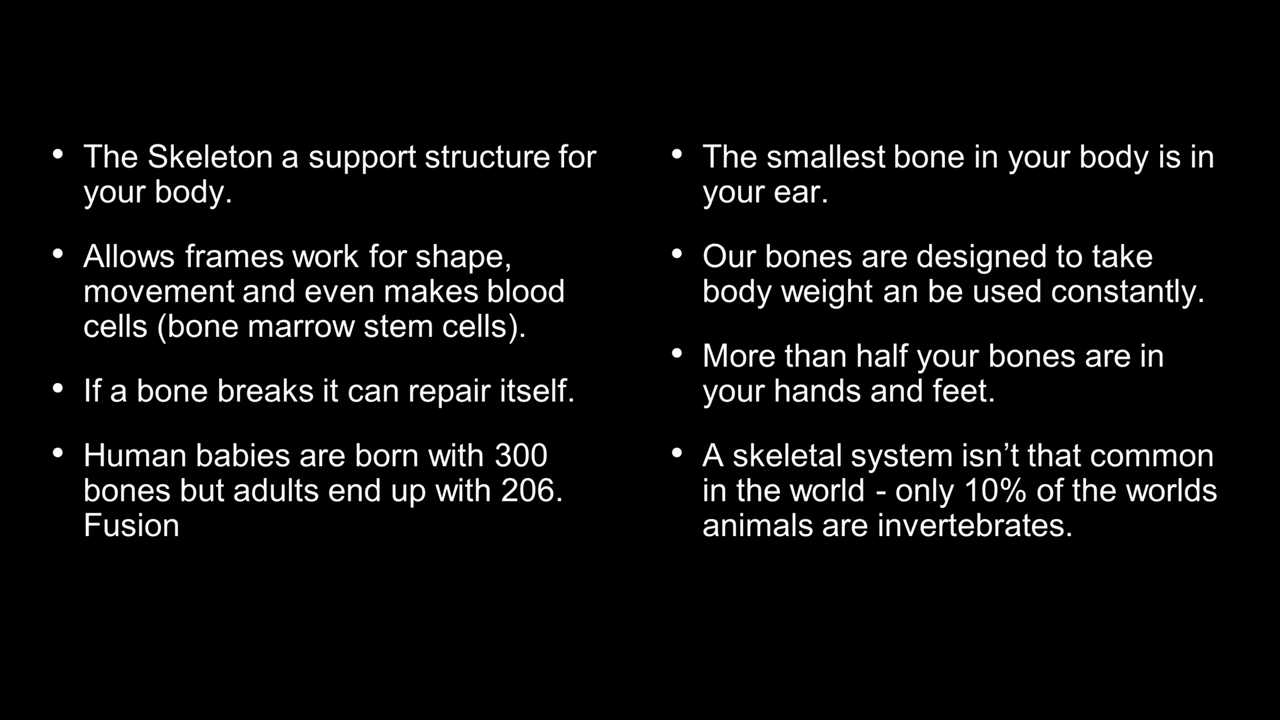 • The Skeleton a support structure for
your body.
• Allows frames work for shape,
movement and even makes blood
cells (bone marrow stem cells).
• If a bone breaks it can repair itself.
• Human babies are born with 300
bones but adults end up with 206.
Fusion
• The smallest bone in your body is in
your ear.
• Our bones are designed to take
body weight an be used constantly.
• More than half your bones are in
your hands and feet.
• A skeletal system isn’t that common
in the world - only 10% of the worlds
animals are invertebrates.